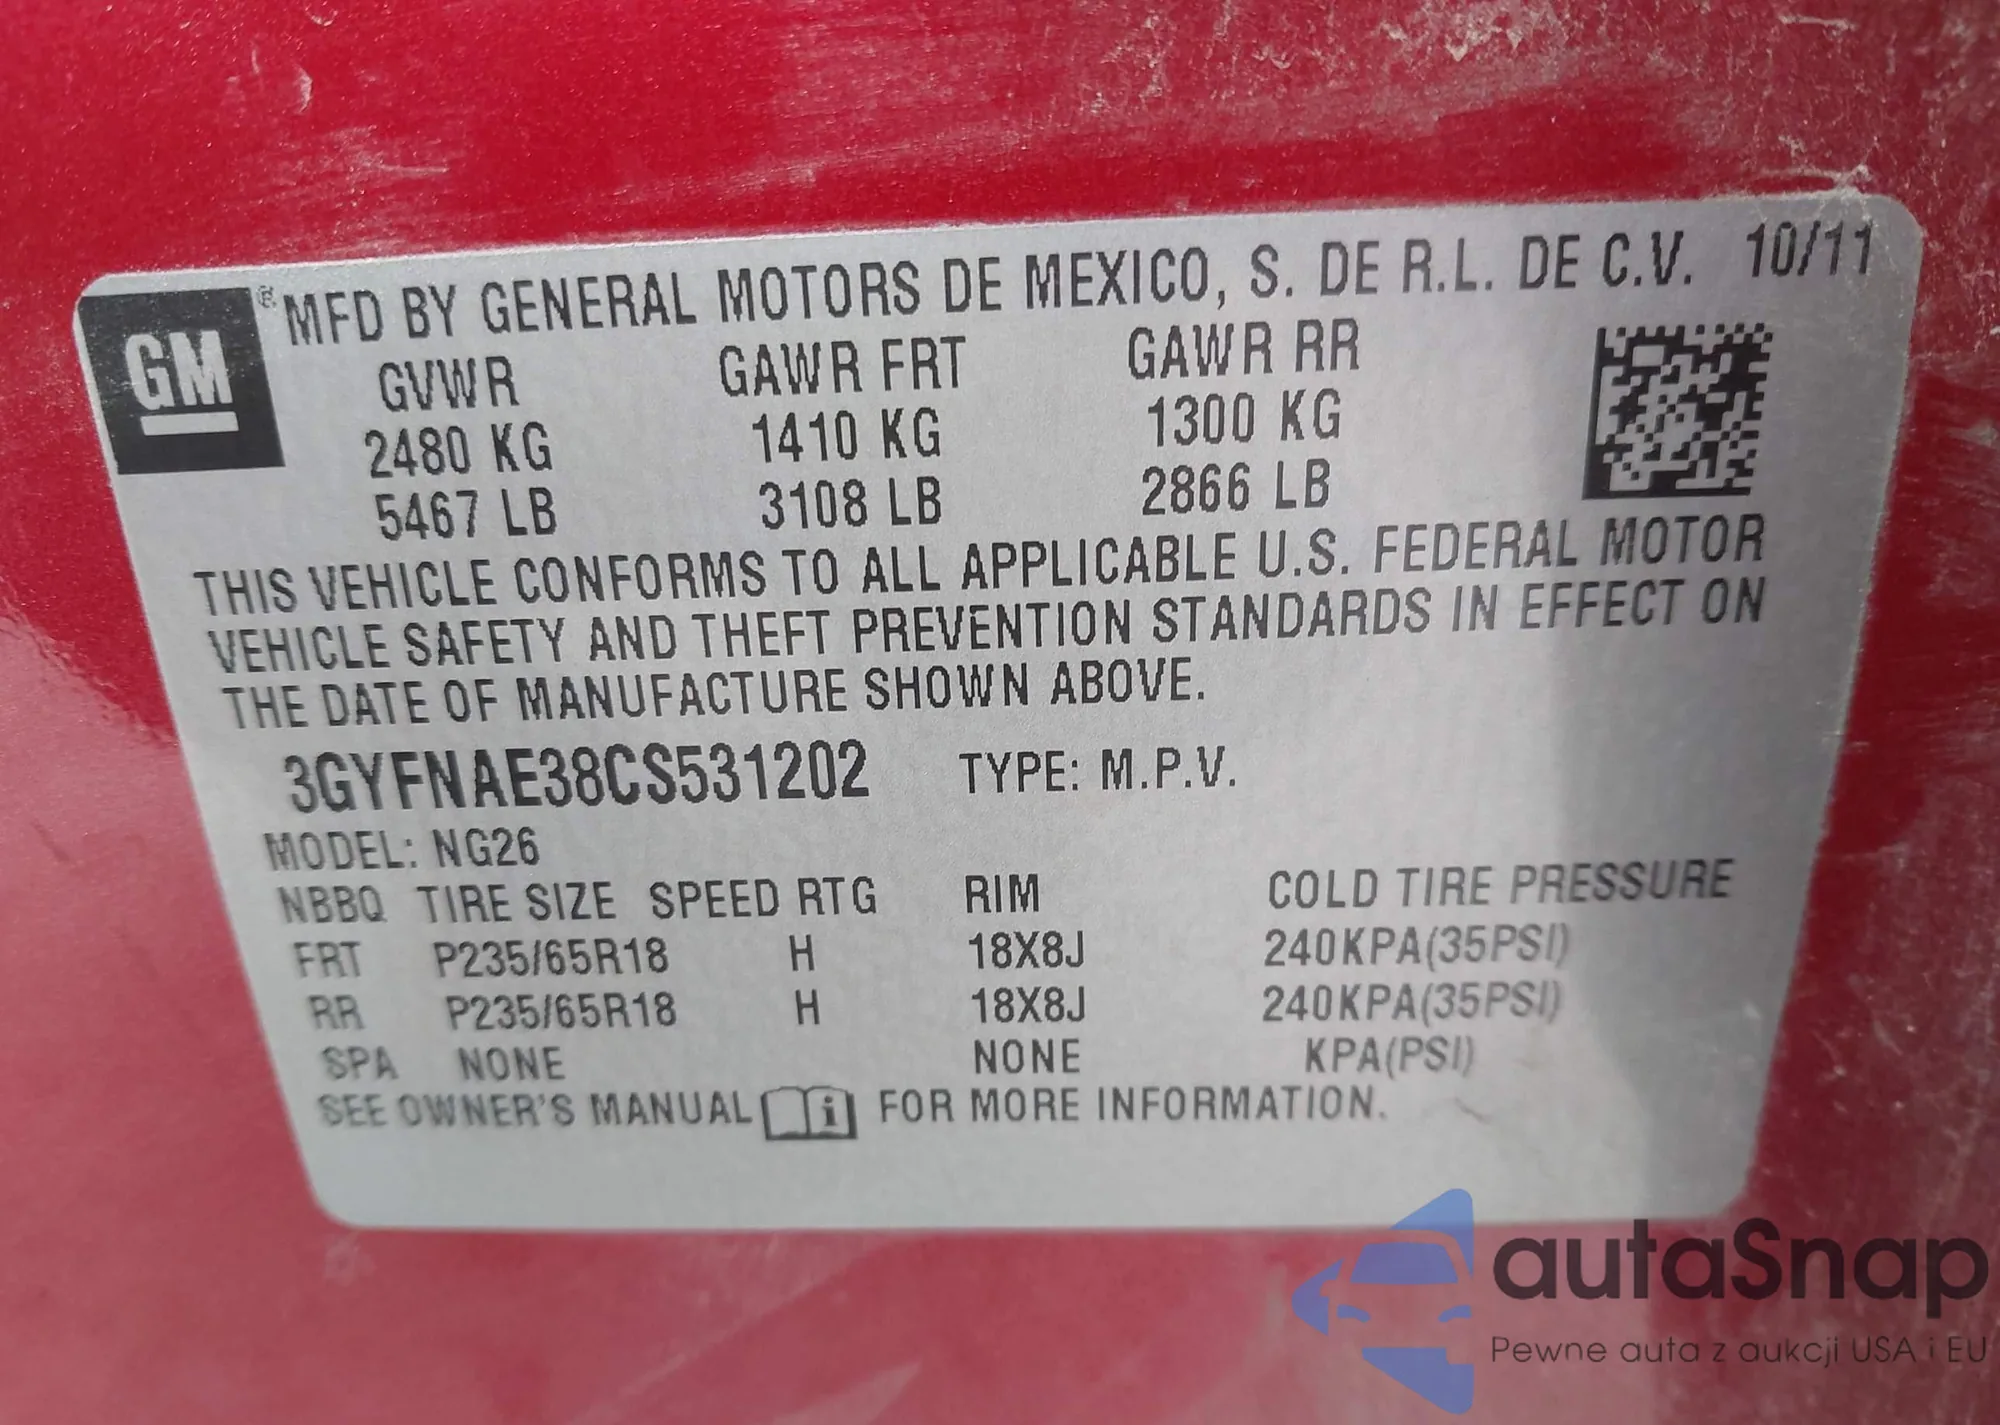 GM ® MFD BY GENERAL MOTORS DE MEXICO, S. DE R.L. DE C.V. 10/11
GVWR GAWR FRT GAWR RR
2480 KG 1410 KG 1300 KG
5467 LB 3108 LB 2866 LB
THIS VEHICLE CONFORMS TO ALL APPLICABLE U.S. FEDERAL MOTOR
VEHICLE SAFETY AND THEFT PREVENTION STANDARDS IN EFFECT ON
THE DATE OF MANUFACTURE SHOWN ABOVE.
3GYFNAE38CS531202 TYPE: M.P.V.
MODEL: NG26
NBBQ TIRE SIZE SPEED RTG RIM COLD TIRE PRESSURE
FRT P235/65R18 H 18X8J 240KPA(35PSI)
RR P235/65R18 H 18X8J 240KPA(35PSI)
SPA NONE NONE KPA(PSI)
SEE OWNER'S MANUAL i FOR MORE INFORMATION.
autaSnap
Pewne auta z aukcji USA i EU